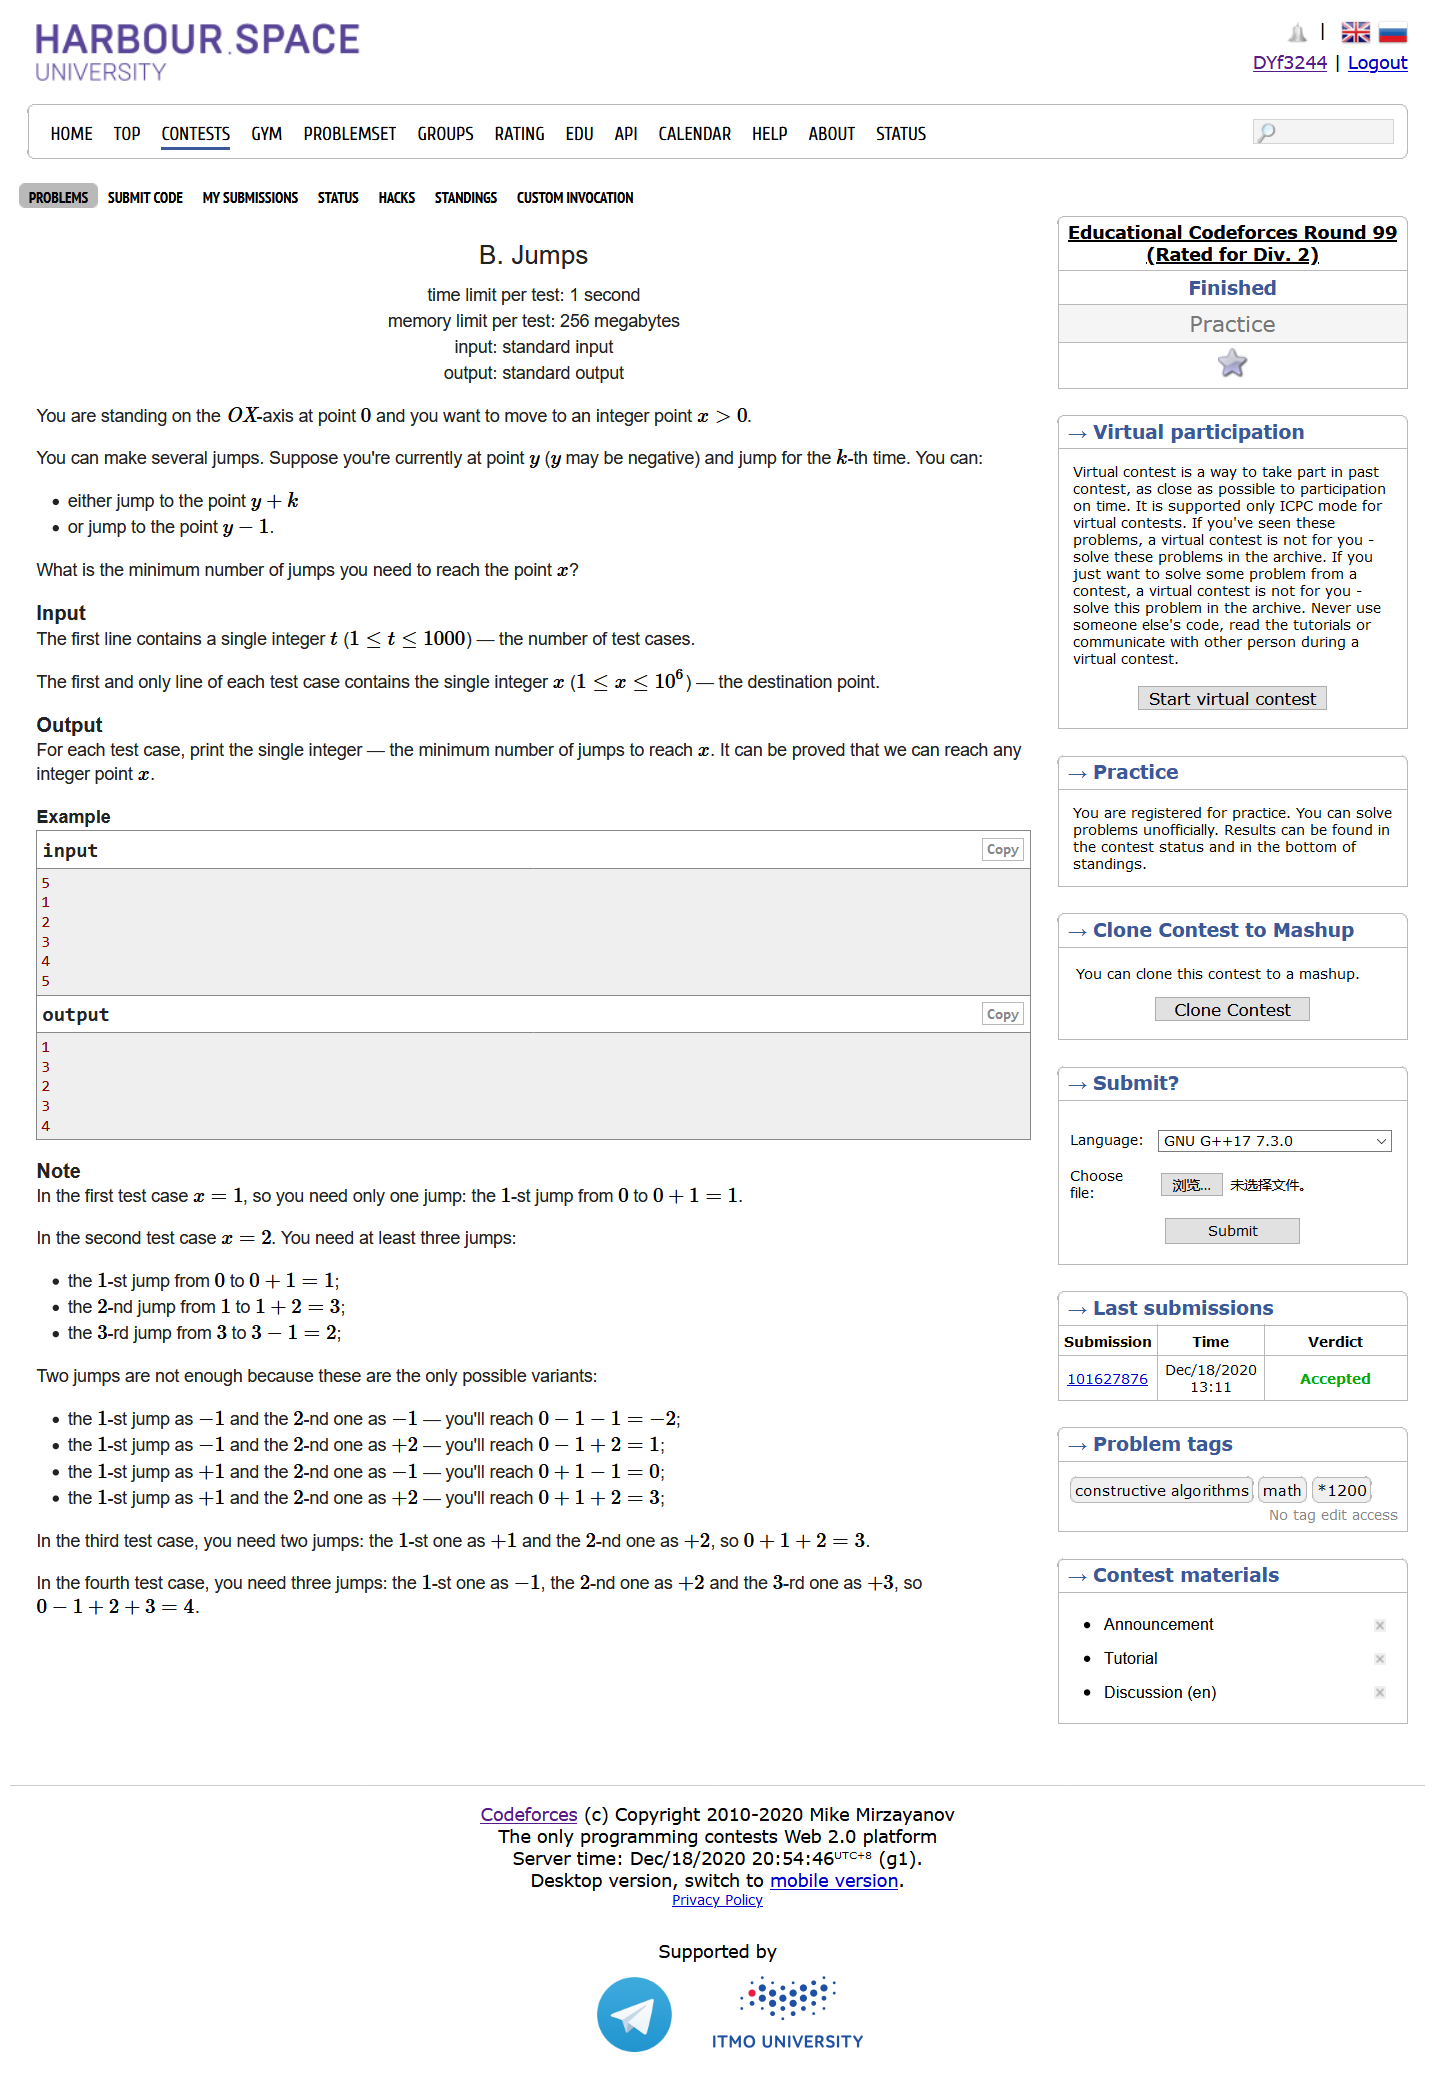 HARBOUR.SPACE
UNIVERSITY
|
DYf3244 | Logout
HOME TOP CONTESTS GYM PROBLEMSET GROUPS RATING EDU API CALENDAR HELP ABOUT STATUS
PROBLEMS SUBMIT CODE MY SUBMISSIONS STATUS HACKS STANDINGS CUSTOM INVOCATION
B. Jumps
time limit per test: 1 second
memory limit per test: 256 megabytes
input: standard input
output: standard output
You are standing on the OX-axis at point 0 and you want to move to an integer point x > 0.
You can make several jumps. Suppose you're currently at point y (y may be negative) and jump for the k-th time. You can:
• either jump to the point y + k
• or jump to the point y − 1.
What is the minimum number of jumps you need to reach the point x?
Input
The first line contains a single integer t (1 ≤ t ≤ 1000) — the number of test cases.
The first and only line of each test case contains the single integer x (1 ≤ x ≤ 10⁶) — the destination point.
Output
For each test case, print the single integer — the minimum number of jumps to reach x. It can be proved that we can reach any
integer point x.
Example
input Copy
5
1
2
3
4
5
output Copy
1
3
2
3
4
Note
In the first test case x = 1, so you need only one jump: the 1-st jump from 0 to 0 + 1 = 1.
In the second test case x = 2. You need at least three jumps:
• the 1-st jump from 0 to 0 + 1 = 1;
• the 2-nd jump from 1 to 1 + 2 = 3;
• the 3-rd jump from 3 to 3 − 1 = 2;
Two jumps are not enough because these are the only possible variants:
• the 1-st jump as −1 and the 2-nd one as −1 — you'll reach 0 − 1 − 1 = −2;
• the 1-st jump as −1 and the 2-nd one as +2 — you'll reach 0 − 1 + 2 = 1;
• the 1-st jump as +1 and the 2-nd one as −1 — you'll reach 0 + 1 − 1 = 0;
• the 1-st jump as +1 and the 2-nd one as +2 — you'll reach 0 + 1 + 2 = 3;
In the third test case, you need two jumps: the 1-st one as +1 and the 2-nd one as +2, so 0 + 1 + 2 = 3.
In the fourth test case, you need three jumps: the 1-st one as −1, the 2-nd one as +2 and the 3-rd one as +3, so
0 − 1 + 2 + 3 = 4.
Educational Codeforces Round 99
(Rated for Div. 2)
Finished
Practice
→ Virtual participation
Virtual contest is a way to take part in past
contest, as close as possible to participation
on time. It is supported only ICPC mode for
virtual contests. If you've seen these
problems, a virtual contest is not for you -
solve these problems in the archive. If you
just want to solve some problem from a
contest, a virtual contest is not for you -
solve this problem in the archive. Never use
someone else's code, read the tutorials or
communicate with other person during a
virtual contest.
Start virtual contest
→ Practice
You are registered for practice. You can solve
problems unofficially. Results can be found in
the contest status and in the bottom of
standings.
→ Clone Contest to Mashup
You can clone this contest to a mashup.
Clone Contest
→ Submit?
Language: GNU G++17 7.3.0
Choose
file: 浏览... 未选择文件。
Submit
→ Last submissions
Submission Time Verdict
101627876 Dec/18/2020
13:11 Accepted
→ Problem tags
constructive algorithms math *1200
No tag edit access
→ Contest materials
• Announcement
• Tutorial
• Discussion (en)
Codeforces (c) Copyright 2010-2020 Mike Mirzayanov
The only programming contests Web 2.0 platform
Server time: Dec/18/2020 20:54:46 UTC+8 (g1).
Desktop version, switch to mobile version.
Privacy Policy
Supported by
ITMO UNIVERSITY